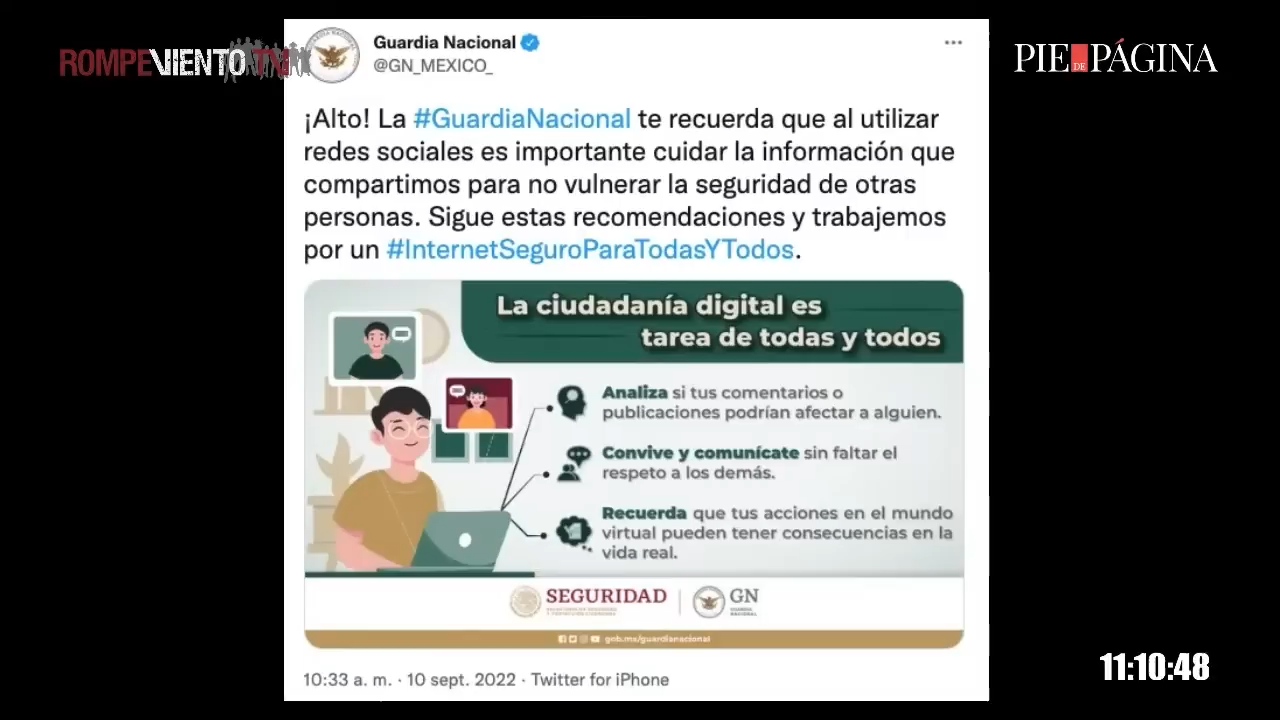 ROMPEVIENTO TV
Guardia Nacional
@GN_MEXICO_
PIE DE PÁGINA
¡Alto! La #GuardiaNacional te recuerda que al utilizar
redes sociales es importante cuidar la información que
compartimos para no vulnerar la seguridad de otras
personas. Sigue estas recomendaciones y trabajemos
por un #InternetSeguroParaTodasYTodos.
La ciudadanía digital es
tarea de todas y todos
Analiza si tus comentarios o
publicaciones podrían afectar a alguien.
Convive y comunícate sin faltar el
respeto a los demás.
Recuerda que tus acciones en el mundo
virtual pueden tener consecuencias en la
vida real.
SEGURIDAD
GN
GUARDIA
NACIONAL
gob.mx/guardianacional
10:33 a. m. · 10 sept. 2022 · Twitter for iPhone
11:10:48